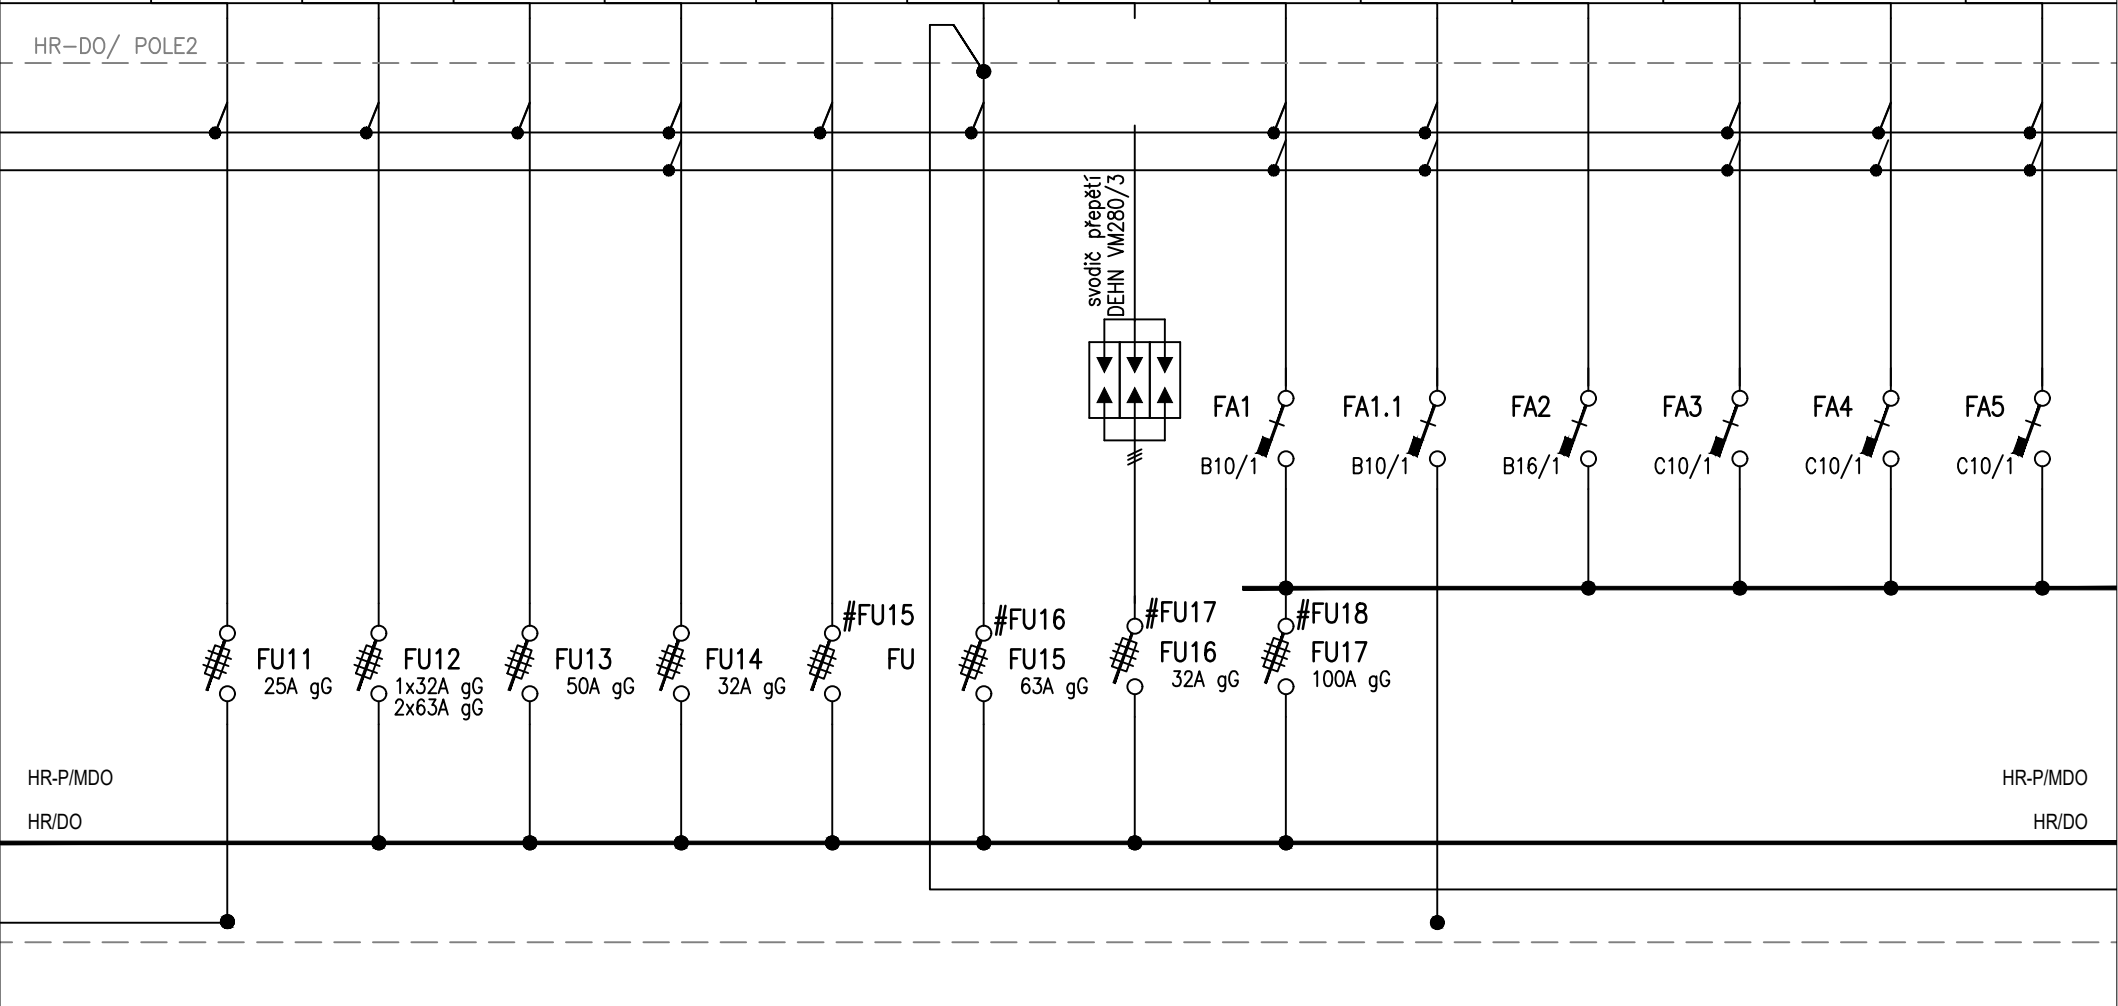 HR-DO/ POLE2
svodič přepětí
DEHN VM280/3
FA1
B10/1
FA1.1
B10/1
FA2
B16/1
FA3
C10/1
FA4
C10/1
FA5
C10/1
FU11
25A gG
FU12
1x32A gG
2x63A gG
FU13
50A gG
FU14
32A gG
#FU15
FU
#FU16
FU15
63A gG
#FU17
FU16
32A gG
#FU18
FU17
100A gG
HR-P/MDO
HR-P/MDO
HR/DO
HR/DO